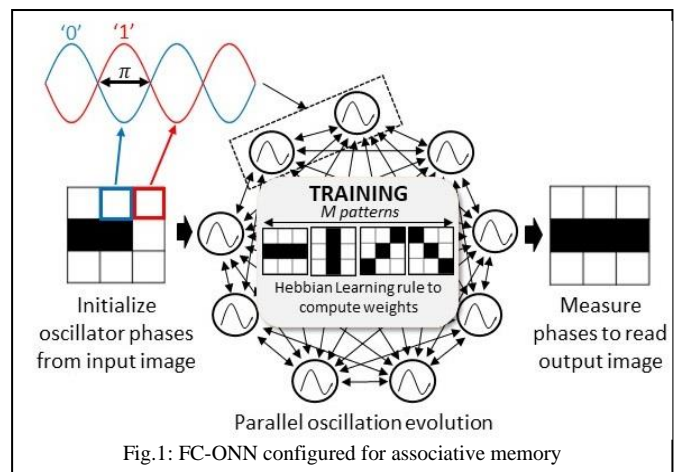 ‘0’ ‘1’
π
TRAINING
M patterns
Hebbian Learning rule to
compute weights
Initialize
oscillator phases
from input image
Measure
phases to read
output image
Parallel oscillation evolution
Fig.1: FC-ONN configured for associative memory